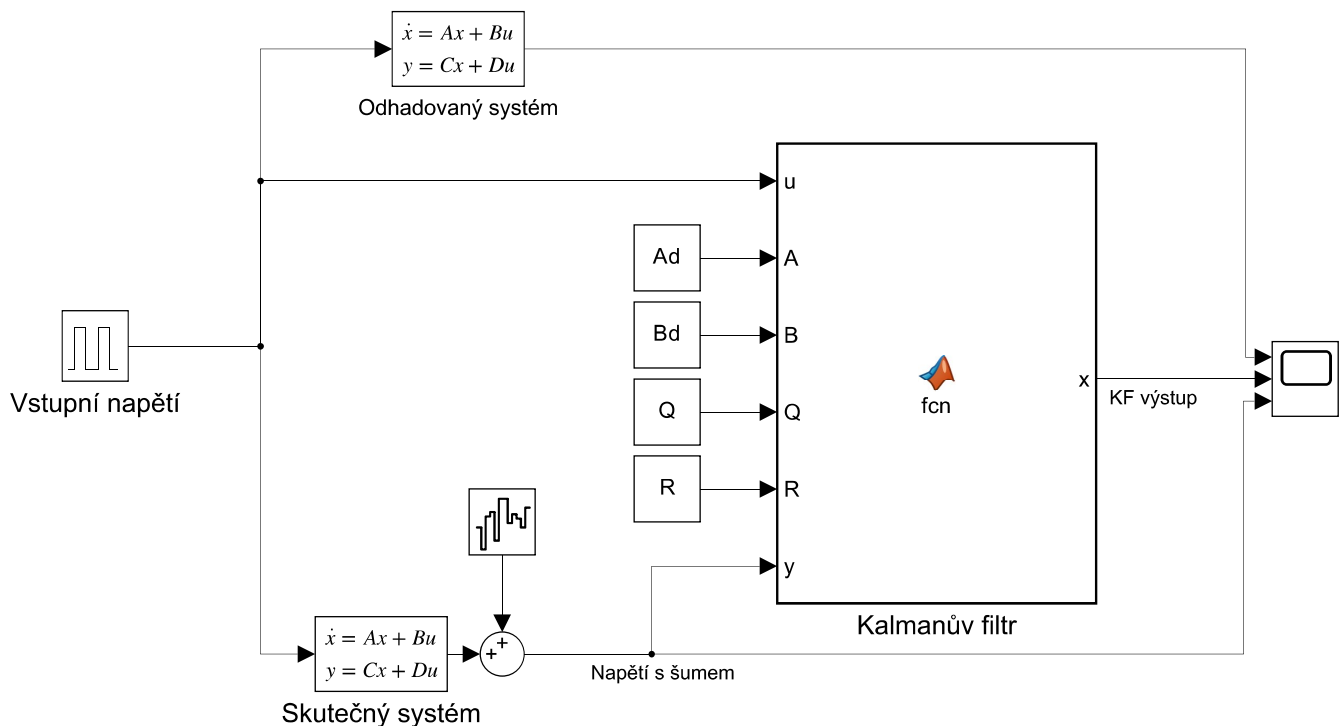 ẋ = Ax + Bu
y = Cx + Du
Odhadovaný systém
u
Ad
A
Bd
B
Vstupní napětí
fcn
x
KF výstup
Q
Q
R
R
y
Kalmanův filtr
+
+
ẋ = Ax + Bu
y = Cx + Du
Napětí s šumem
Skutečný systém